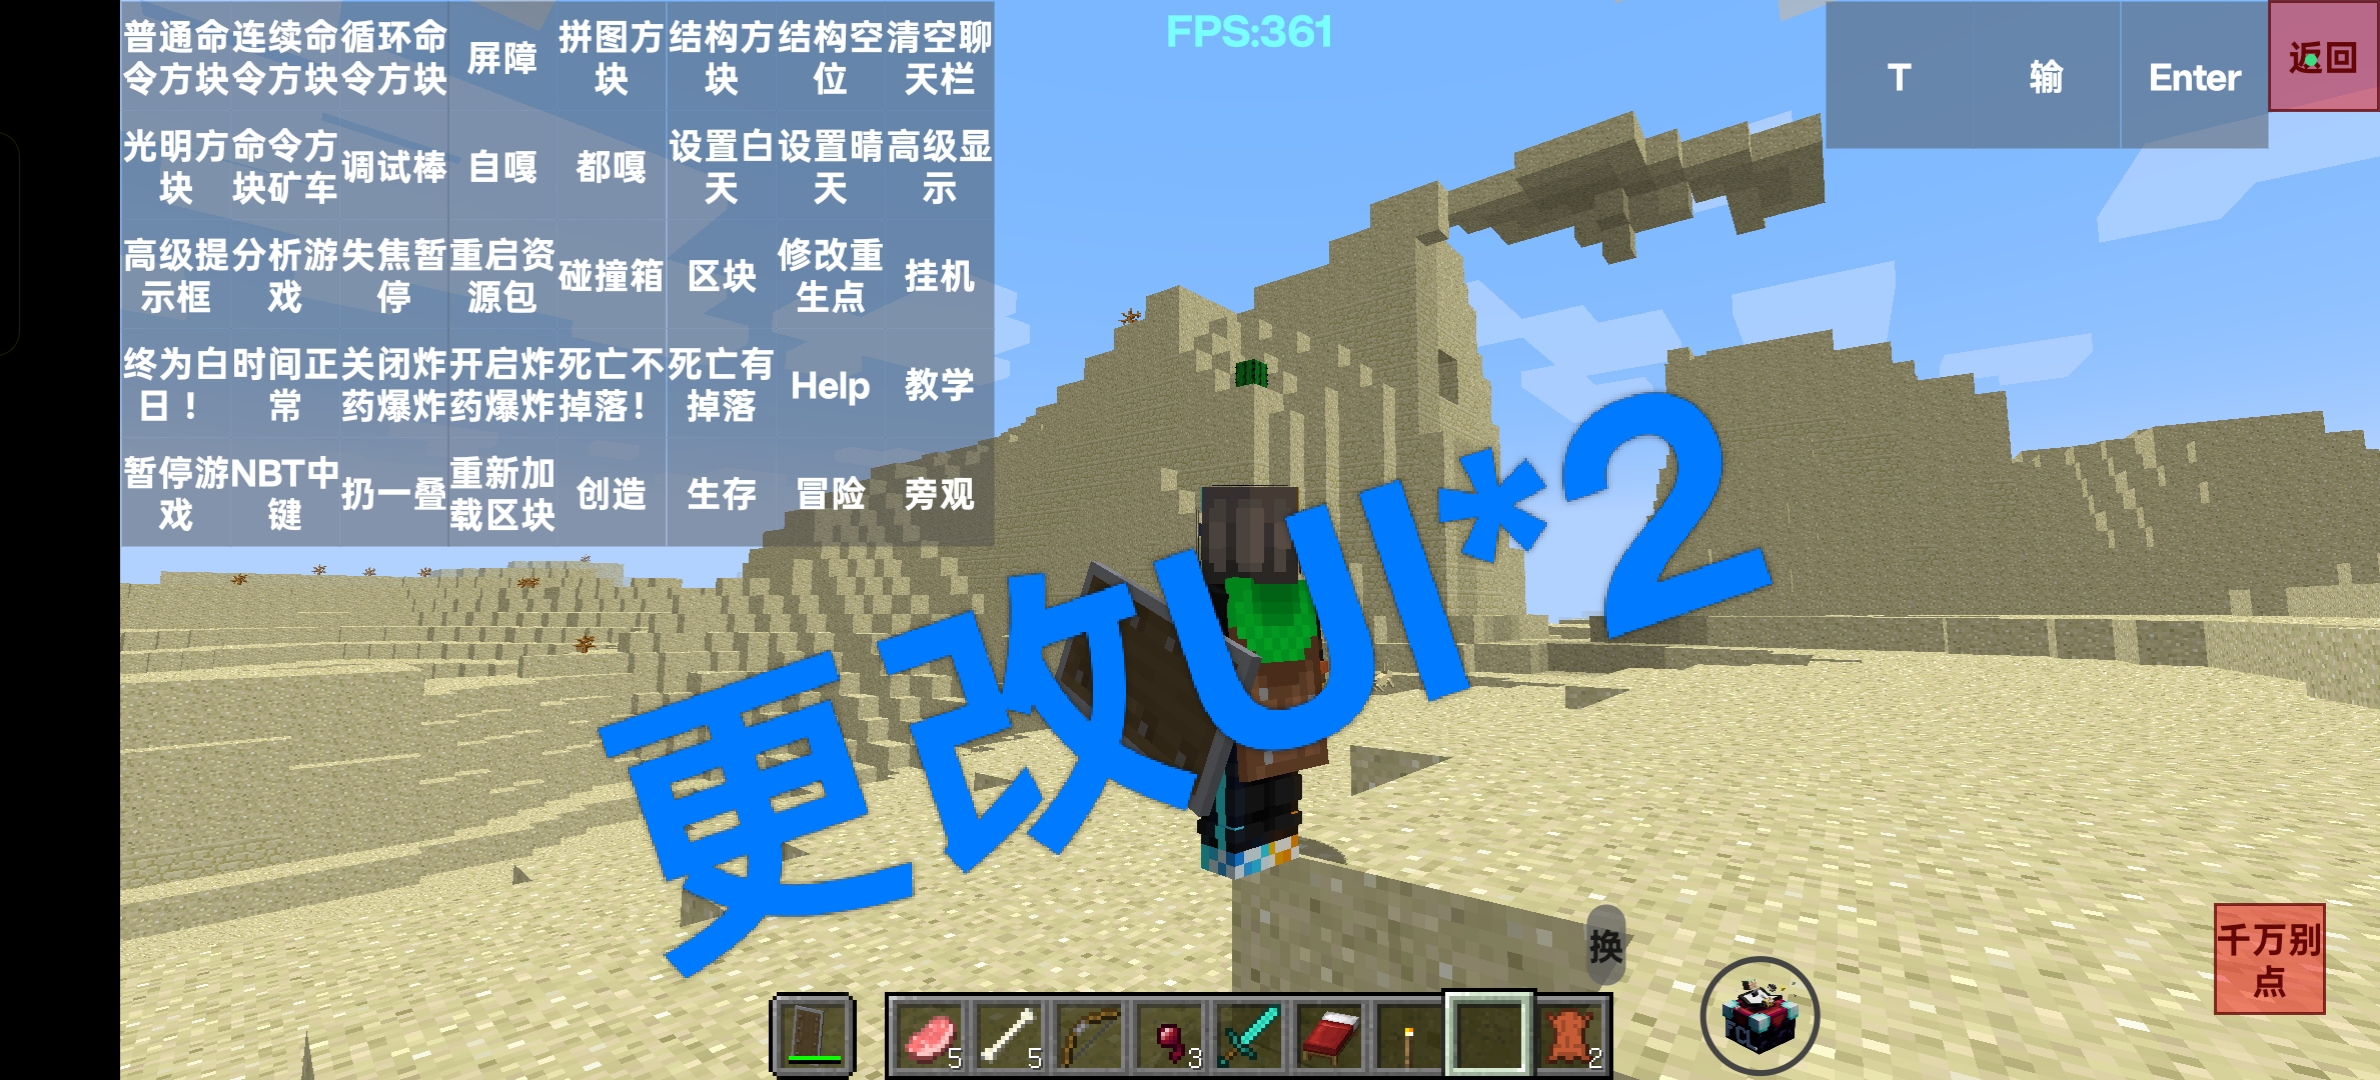 普通命令方块
连续命令方块
循环命令方块
屏障
拼图方块
结构方块
结构空位
清空聊天栏
FPS:361
T
输
Enter
返回
光明方块
命令方块矿车
调试棒
自嘎
都嘎
设置白天
设置晴天
高级显示
高级提示框
分析游戏
失焦暂停
重启资源包
碰撞箱
区块
修改重生点
挂机
终为白日！
时间正常
关闭炸药爆炸
开启炸药爆炸
死亡不掉落！
死亡有掉落
Help
教学
暂停游戏
NBT中键
扔一叠
重新加载区块
创造
生存
冒险
旁观
更改UI*2
换
千万别点
5
5
3
2
FCL